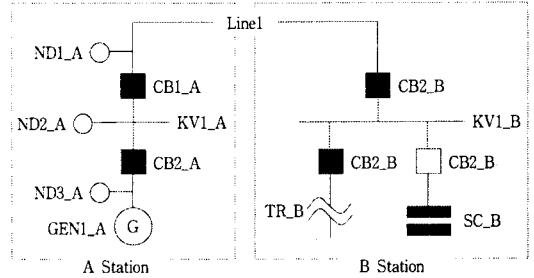 Line1
ND1_A
CB1_A
CB2_B
ND2_A
KV1_A
KV1_B
CB2_A
CB2_B
CB2_B
ND3_A
TR_B
SC_B
GEN1_A
G
A Station
B Station